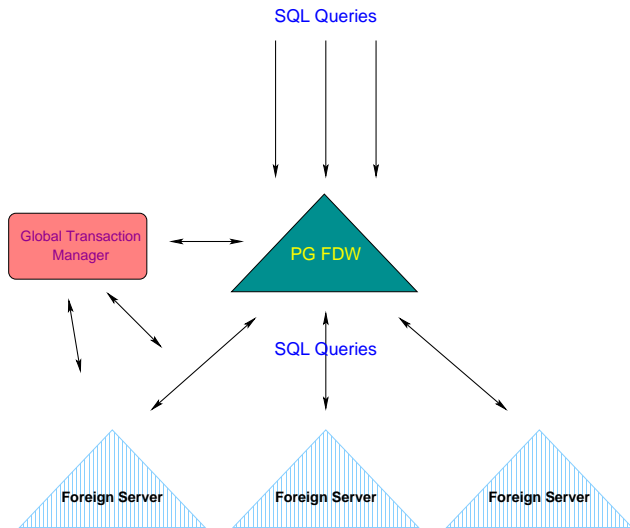 SQL Queries
Global Transaction
Manager
PG FDW
SQL Queries
Foreign Server
Foreign Server
Foreign Server